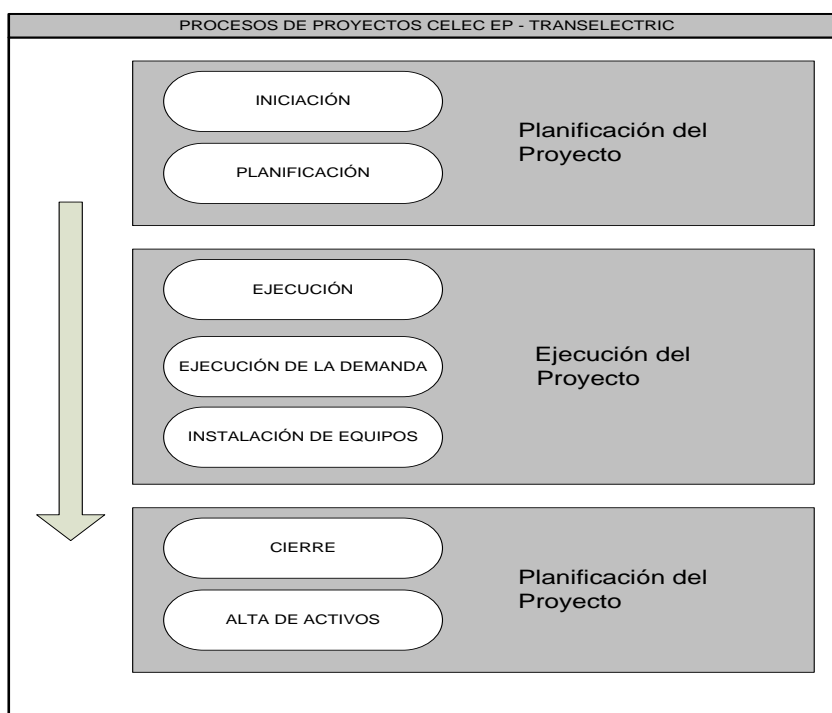 PROCESOS DE PROYECTOS CELEC EP - TRANSELECTRIC
INICIACIÓN
PLANIFICACIÓN
Planificación del
Proyecto
EJECUCIÓN
EJECUCIÓN DE LA DEMANDA
INSTALACIÓN DE EQUIPOS
Ejecución del
Proyecto
CIERRE
ALTA DE ACTIVOS
Planificación del
Proyecto